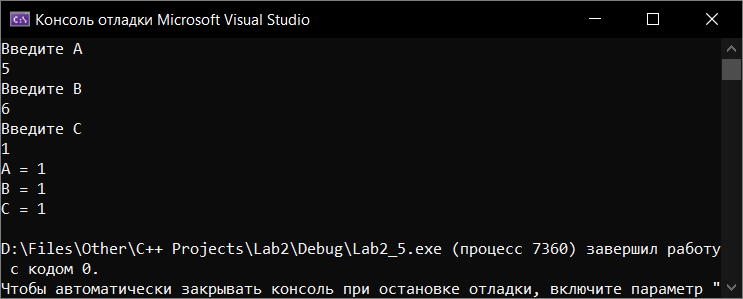 C:\ Консоль отладки Microsoft Visual Studio
Введите A
5
Введите B
6
Введите C
1
A = 1
B = 1
C = 1
D:\Files\Other\C++ Projects\Lab2\Debug\Lab2_5.exe (процесс 7360) завершил работу
с кодом 0.
Чтобы автоматически закрывать консоль при остановке отладки, включите параметр "